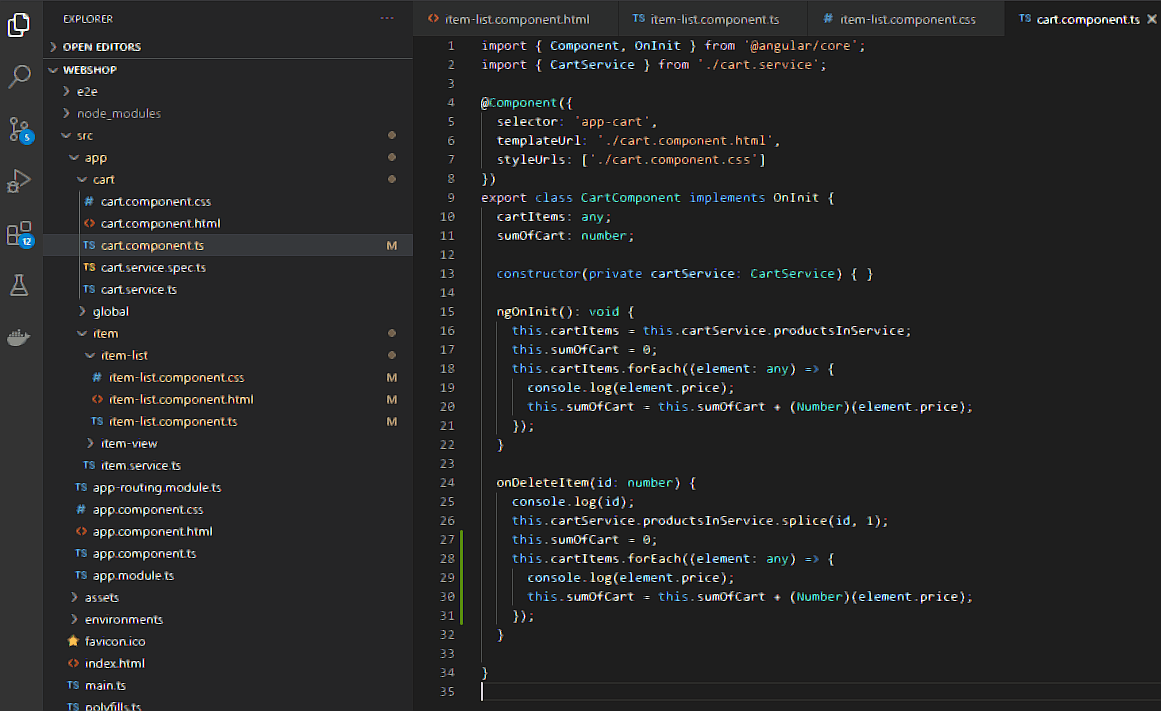 EXPLORER ...
OPEN EDITORS
WEBSHOP
e2e
node_modules
src
app
cart
# cart.component.css
<> cart.component.html
TS cart.component.ts M
TS cart.service.spec.ts
TS cart.service.ts
global
item
item-list
# item-list.component.css M
<> item-list.component.html M
TS item-list.component.ts M
item-view
TS item.service.ts
TS app-routing.module.ts
# app.component.css
<> app.component.html
TS app.component.ts
TS app.module.ts
assets
environments
favicon.ico
<> index.html
TS main.ts
TS polyfills.ts
5
12
<> item-list.component.html TS item-list.component.ts # item-list.component.css TS cart.component.ts
1 import { Component, OnInit } from '@angular/core';
2 import { CartService } from './cart.service';
3
4 @Component({
5   selector: 'app-cart',
6   templateUrl: './cart.component.html',
7   styleUrls: ['./cart.component.css']
8 })
9 export class CartComponent implements OnInit {
10   cartItems: any;
11   sumOfCart: number;
12
13   constructor(private cartService: CartService) { }
14
15   ngOnInit(): void {
16     this.cartItems = this.cartService.productsInService;
17     this.sumOfCart = 0;
18     this.cartItems.forEach((element: any) => {
19       console.log(element.price);
20       this.sumOfCart = this.sumOfCart + (Number)(element.price);
21     });
22   }
23
24   onDeleteItem(id: number) {
25     console.log(id);
26     this.cartService.productsInService.splice(id, 1);
27     this.sumOfCart = 0;
28     this.cartItems.forEach((element: any) => {
29       console.log(element.price);
30       this.sumOfCart = this.sumOfCart + (Number)(element.price);
31     });
32   }
33
34 }
35